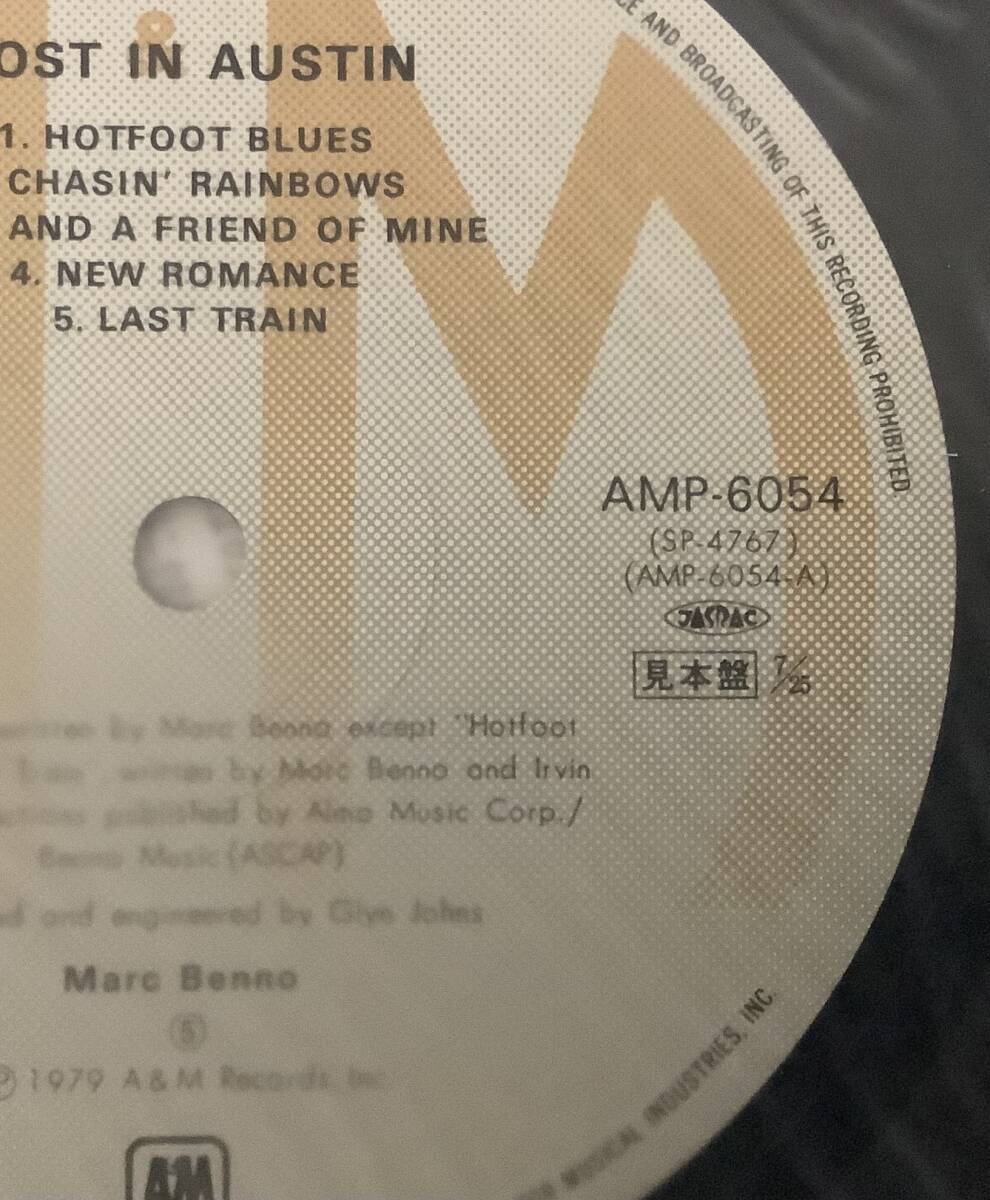 OST IN AUSTIN
1. HOTFOOT BLUES
CHASIN' RAINBOWS
AND A FRIEND OF MINE
4. NEW ROMANCE
5. LAST TRAIN
CE AND BROADCASTING OF THIS RECORDING PROHIBITED
AMP-6054
(SP-4767)
(AMP-6054-A)
JASRAC
見本盤 7/25
written by Marc Benno except "Hotfoot
Train", written by Marc Benno and Irvin
published by Almo Music Corp./
Benno Music (ASCAP)
and engineered by Glyn Johns
Marc Benno
Ⓢ
Ⓟ 1979 A & M Records, Inc.
MUSICAL INDUSTRIES, INC.
A&M